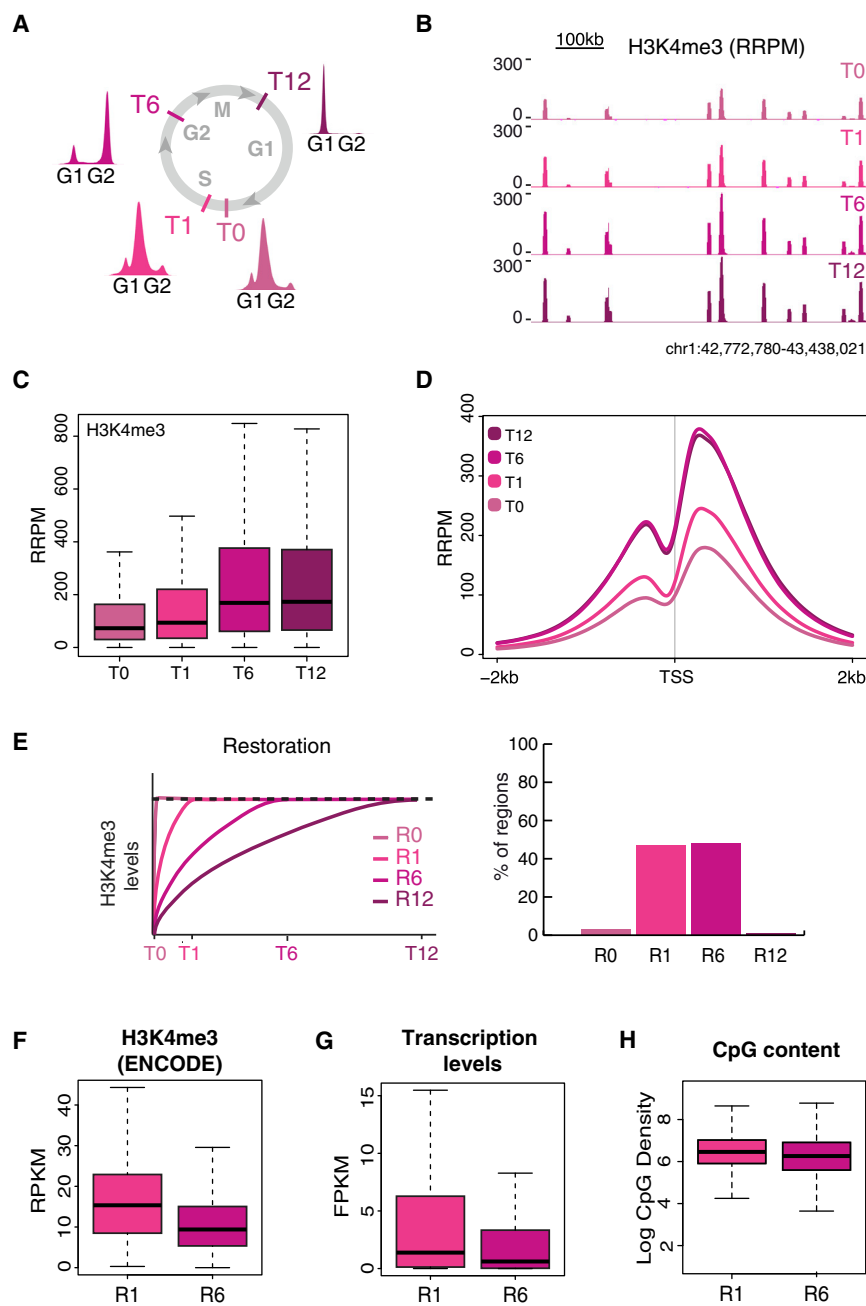 A
T6
T12
M
G2
G1
S
T1
T0
G1 G2
G1 G2
G1 G2
G1 G2
B
100kb
H3K4me3 (RRPM)
300
0
T0
300
0
T1
300
0
T6
300
0
T12
chr1:42,772,780-43,438,021
C
H3K4me3
RRPM
800
600
400
200
0
T0 T1 T6 T12
D
RRPM
400
300
200
100
0
T12
T6
T1
T0
−2kb TSS 2kb
E
Restoration
H3K4me3
levels
R0
R1
R6
R12
T0 T1 T6 T12
% of regions
100
80
60
40
20
0
R0 R1 R6 R12
F
H3K4me3
(ENCODE)
RPKM
40
30
20
10
0
R1 R6
G
Transcription
levels
FPKM
15
10
5
0
R1 R6
H
CpG content
Log CpG Density
8
6
4
2
R1 R6